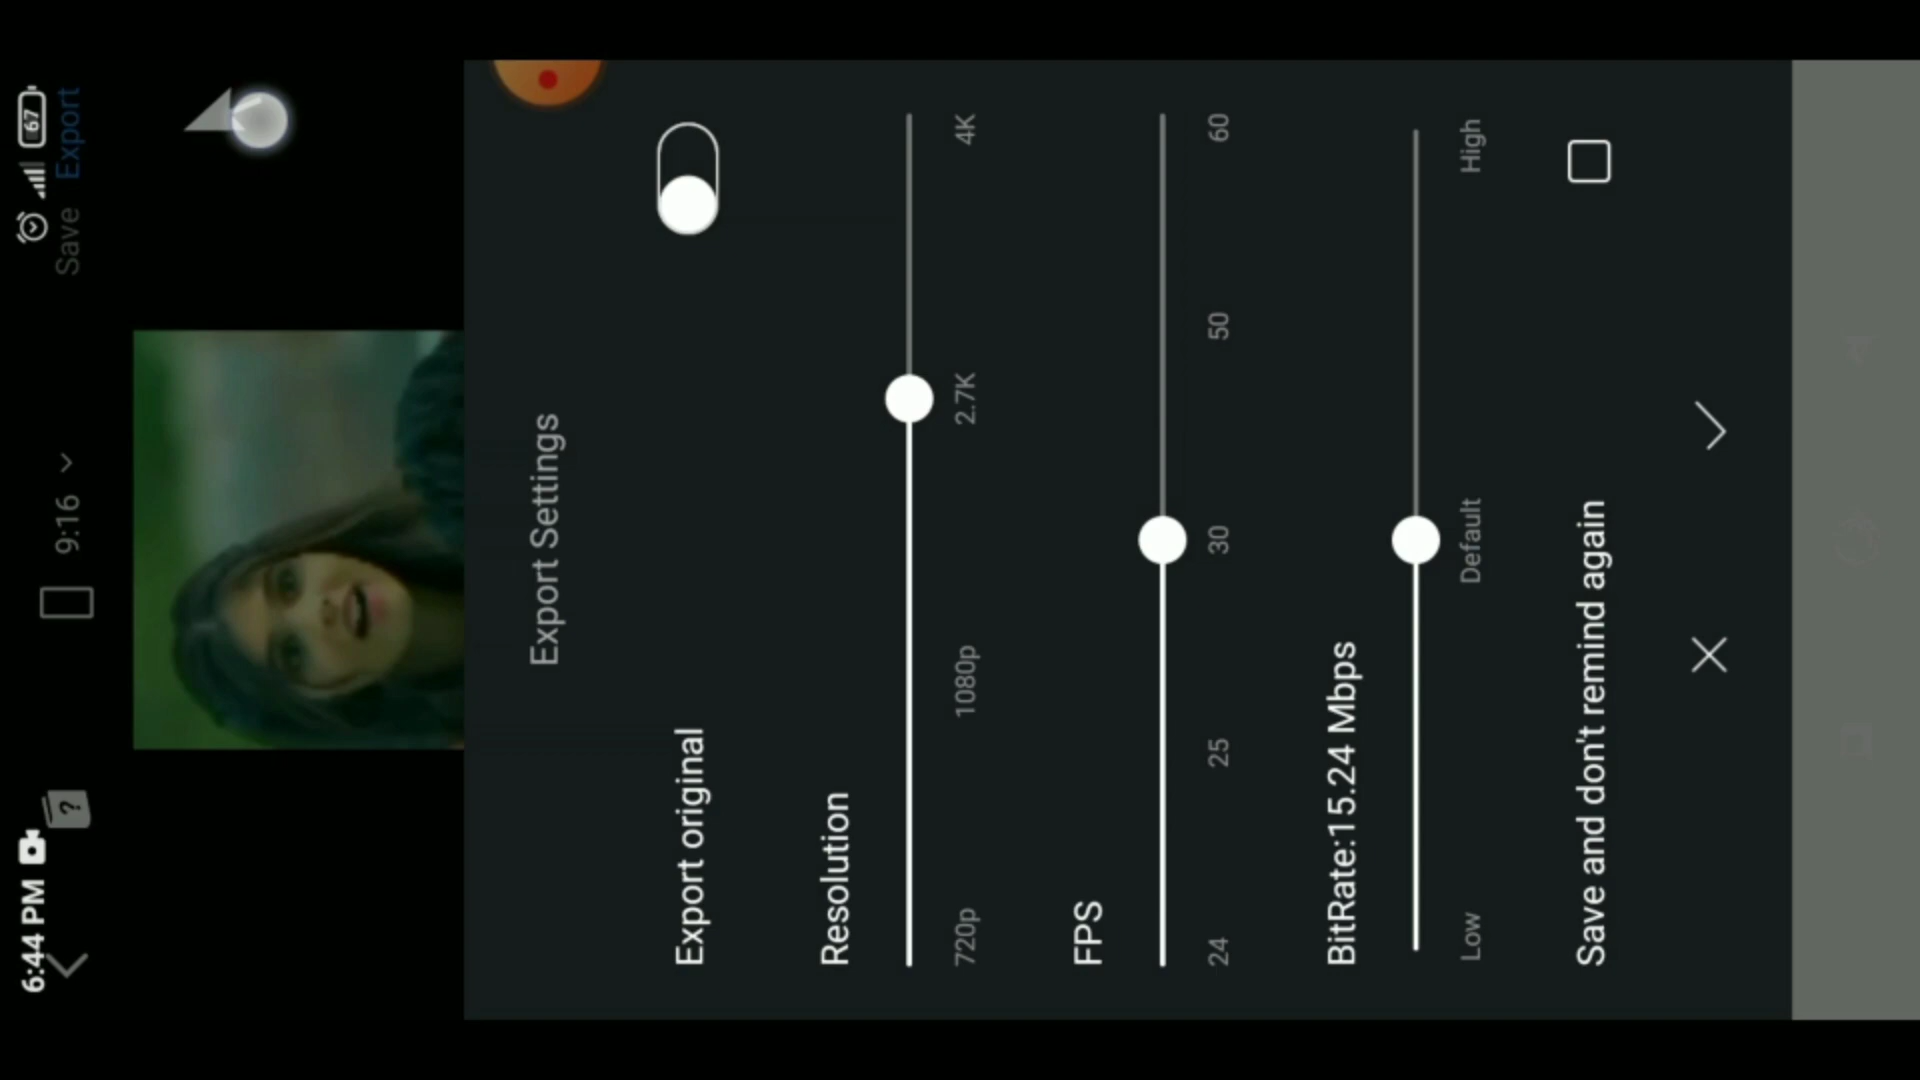 6:44 PM
67
?
9:16
Save
Export
Export Settings
Export original
Resolution
720p
1080p
2.7K
4K
FPS
24
25
30
50
60
BitRate:15.24 Mbps
Low
Default
High
Save and don't remind again